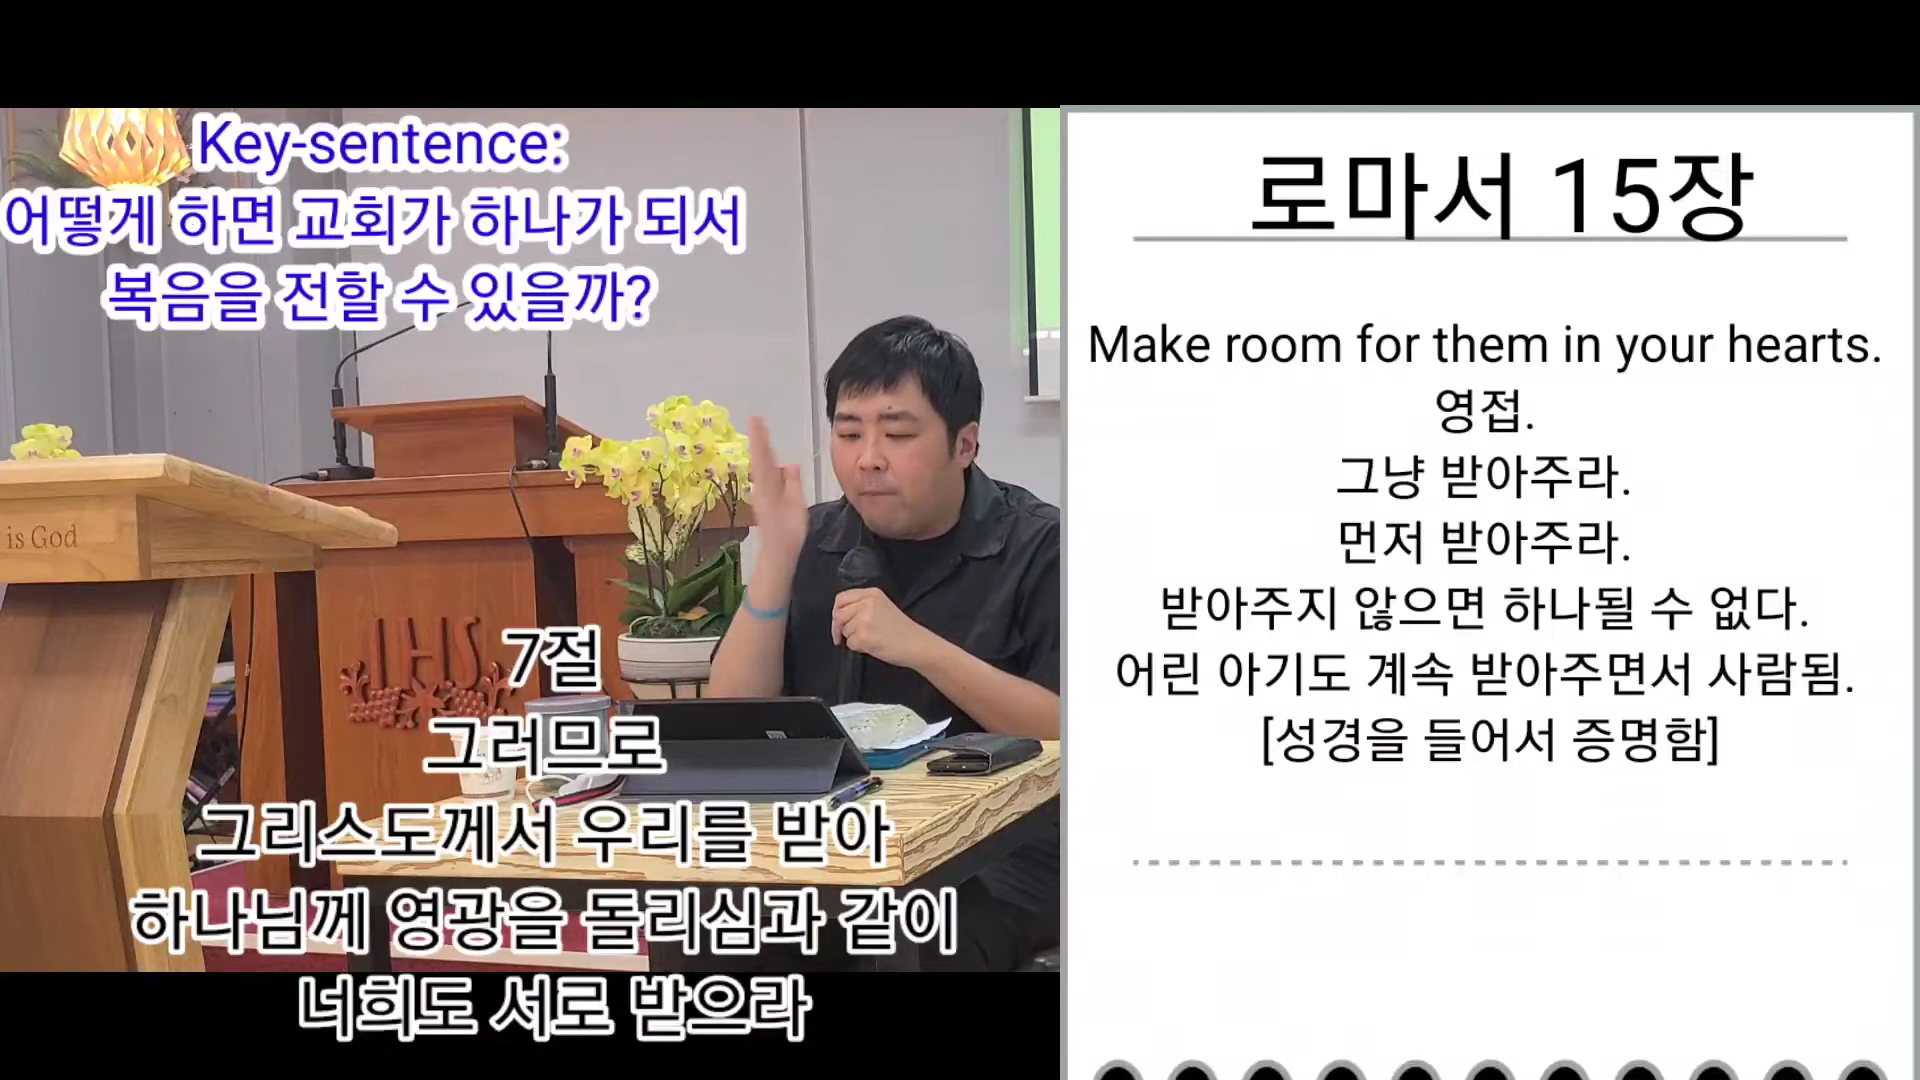 Key-sentence:
어떻게 하면 교회가 하나가 되서
복음을 전할 수 있을까?
is God
IHS
7절
그러므로
그리스도께서 우리를 받아
하나님께 영광을 돌리심과 같이
너희도 서로 받으라
로마서 15장
Make room for them in your hearts.
영접.
그냥 받아주라.
먼저 받아주라.
받아주지 않으면 하나될 수 없다.
어린 아기도 계속 받아주면서 사람됨.
[성경을 들어서 증명함]